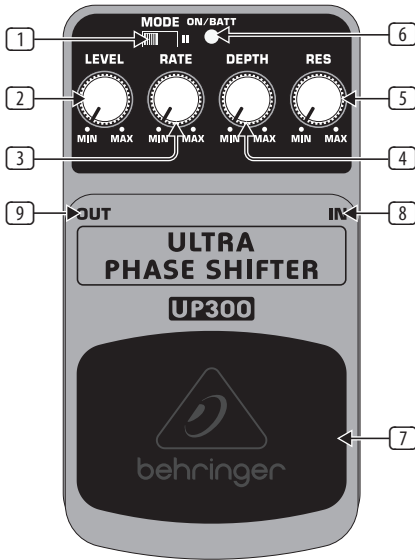 MODE ON/BATT
II
LEVEL RATE DEPTH RES
MIN MAX MIN MAX MIN MAX MIN MAX
OUT IN
ULTRA
PHASE SHIFTER
UP300
behringer
1
2
3
4
5
6
7
8
9